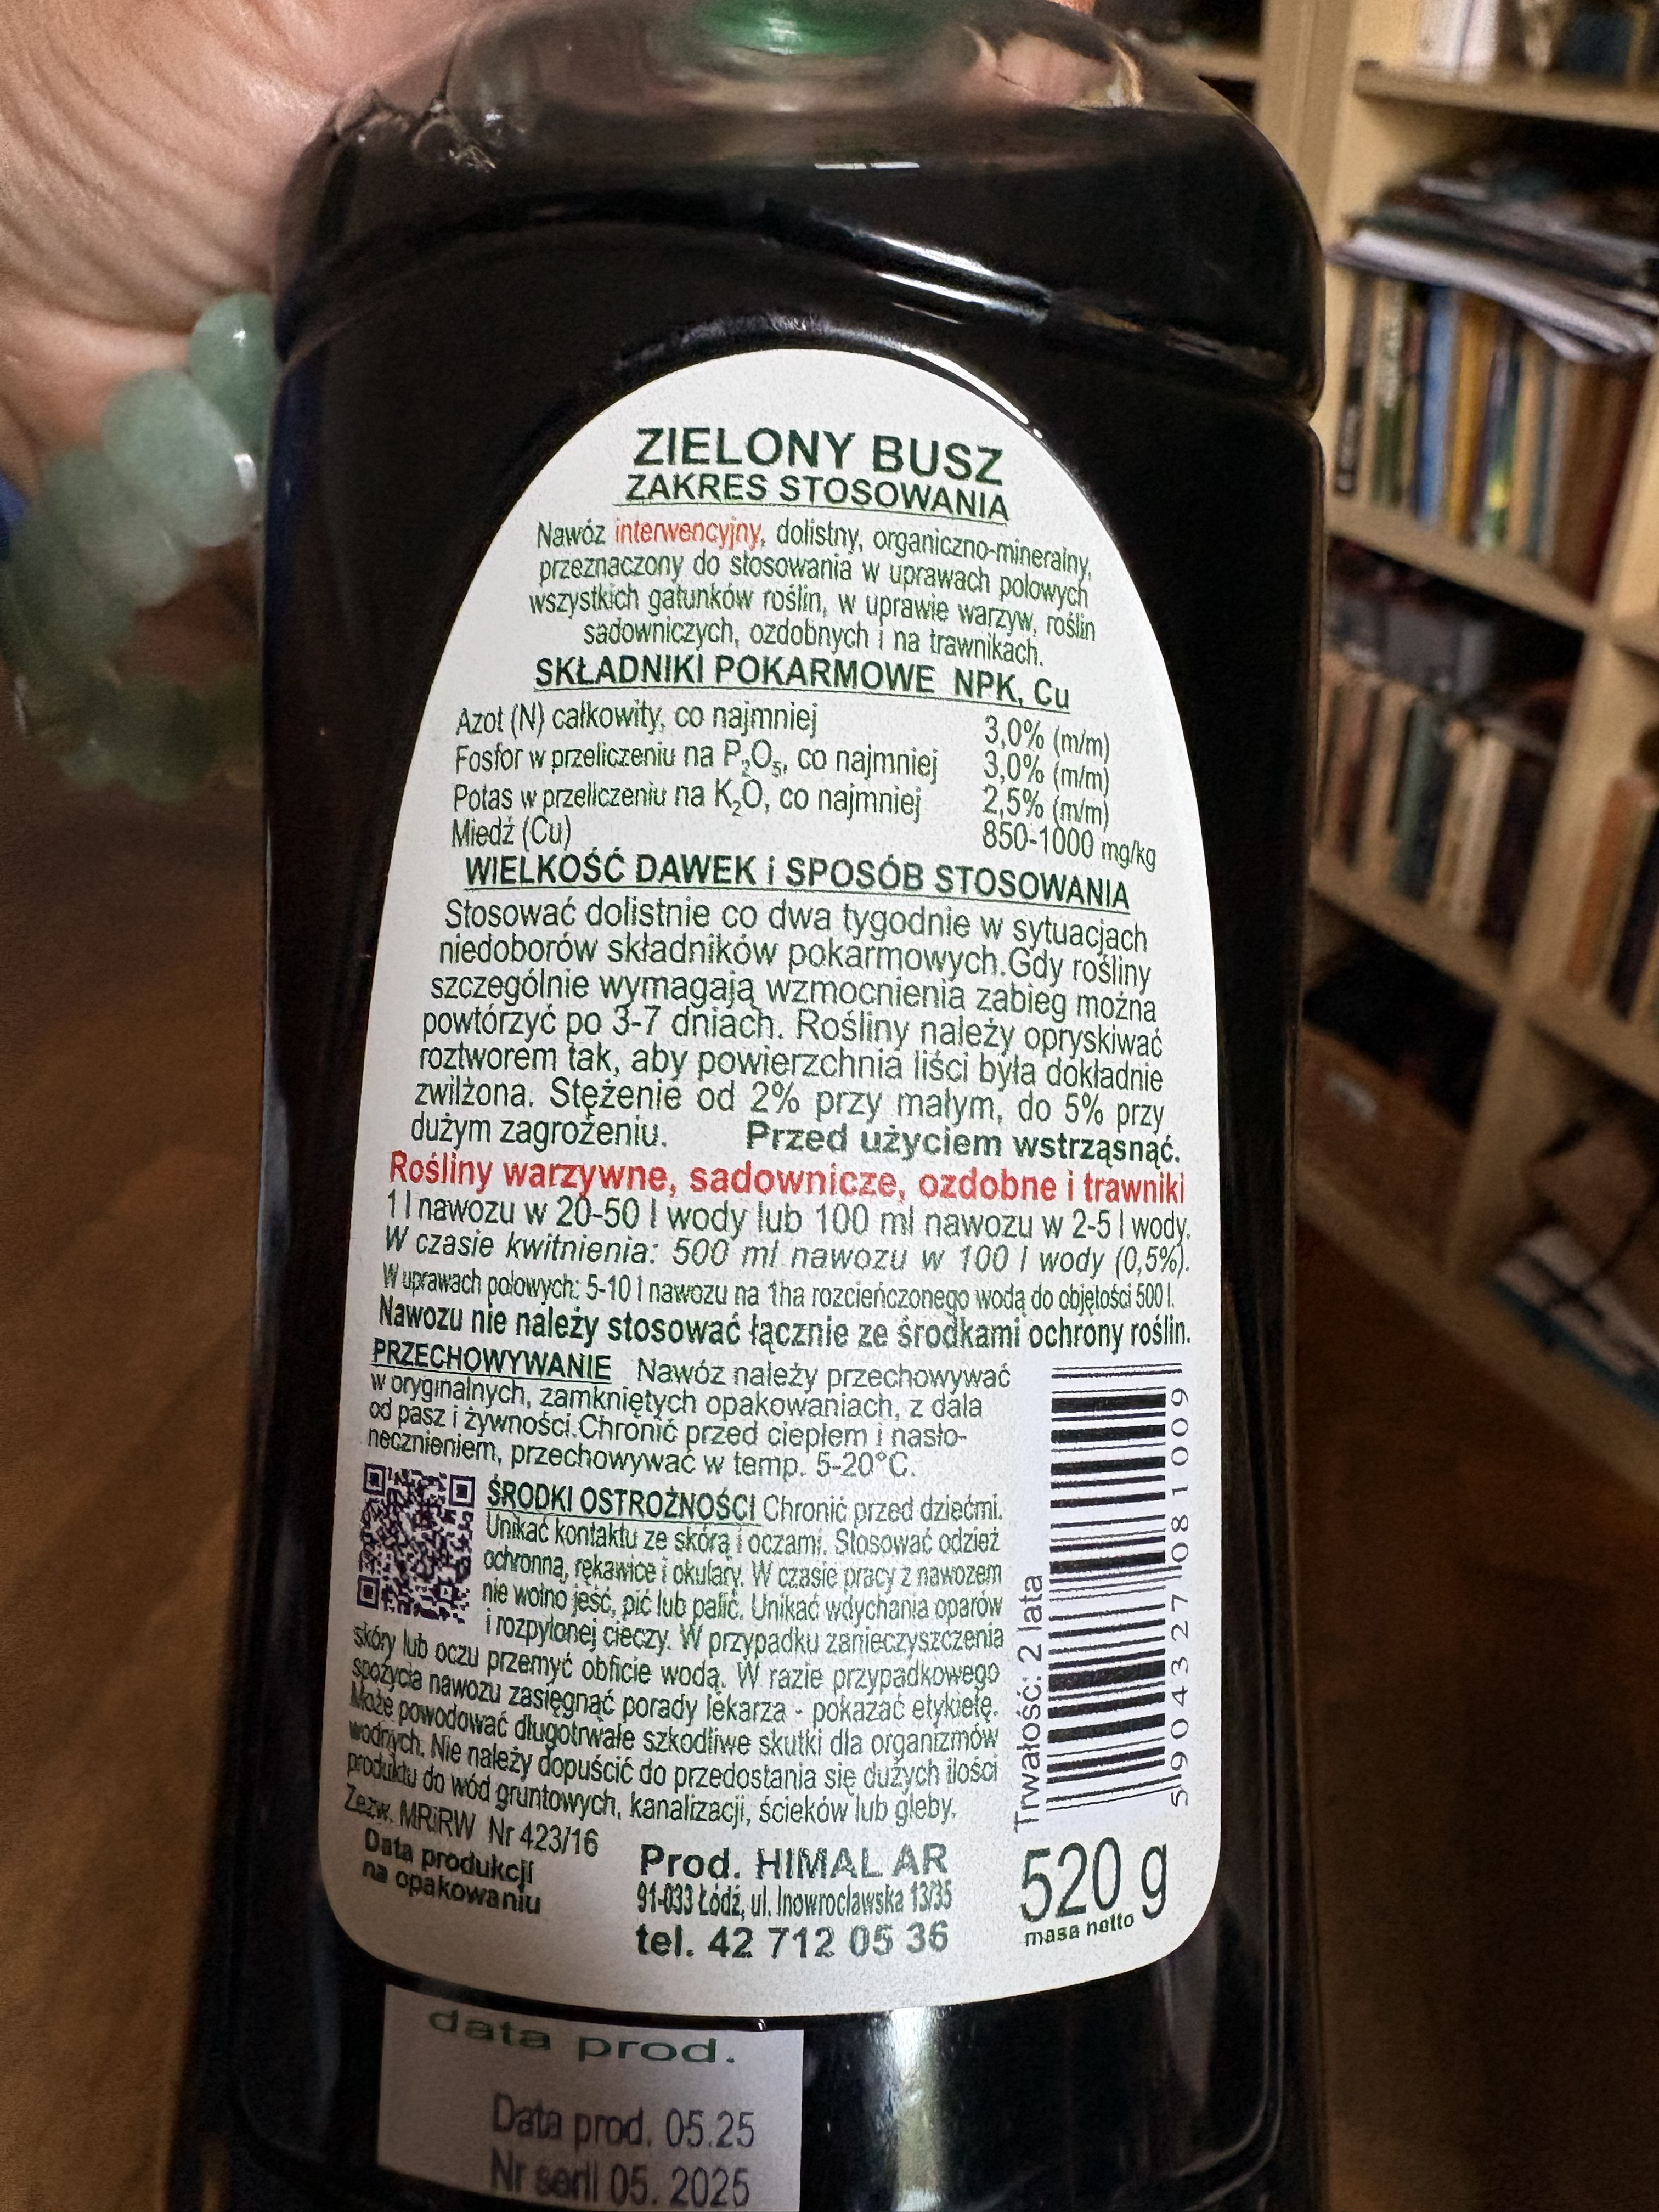 ZIELONY BUSZ
ZAKRES STOSOWANIA
Nawóz interwencyjny, dolistny, organiczno-mineralny,
przeznaczony do stosowania w uprawach polowych
wszystkich gatunków roślin, w uprawie warzyw, roślin
sadowniczych, ozdobnych i na trawnikach.
SKŁADNIKI POKARMOWE NPK, Cu
Azot (N) całkowity, co najmniej 3,0% (m/m)
Fosfor w przeliczeniu na P₂O₅, co najmniej 3,0% (m/m)
Potas w przeliczeniu na K₂O, co najmniej 2,5% (m/m)
Miedź (Cu) 850-1000 mg/kg
WIELKOŚĆ DAWEK i SPOSÓB STOSOWANIA
Stosować dolistnie co dwa tygodnie w sytuacjach
niedoborów składników pokarmowych.Gdy rośliny
szczególnie wymagają wzmocnienia zabieg można
powtórzyć po 3-7 dniach. Rośliny należy opryskiwać
roztworem tak, aby powierzchnia liści była dokładnie
zwilżona. Stężenie od 2% przy małym, do 5% przy
dużym zagrożeniu. Przed użyciem wstrząsnąć.
Rośliny warzywne, sadownicze, ozdobne i trawniki
1 l nawozu w 20-50 l wody lub 100 ml nawozu w 2-5 l wody.
W czasie kwitnienia: 500 ml nawozu w 100 l wody (0,5%).
W uprawach polowych: 5-10 l nawozu na 1ha rozcieńczonego wodą do objętości 500 l.
Nawozu nie należy stosować łącznie ze środkami ochrony roślin.
PRZECHOWYWANIE Nawóz należy przechowywać
w oryginalnych, zamkniętych opakowaniach, z dala
od pasz i żywności.Chronić przed ciepłem i nasło-
necznieniem, przechowywać w temp. 5-20°C.
ŚRODKI OSTROŻNOŚCI Chronić przed dziećmi.
Unikać kontaktu ze skórą i oczami. Stosować odzież
ochronną, rękawice i okulary. W czasie pracy z nawozem
nie wolno jeść, pić lub palić. Unikać wdychania oparów
i rozpylonej cieczy. W przypadku zanieczyszczenia
skóry lub oczu przemyć obficie wodą. W razie przypadkowego
spożycia nawozu zasięgnąć porady lekarza - pokazać etykietę.
Może powodować długotrwałe szkodliwe skutki dla organizmów
wodnych. Nie należy dopuścić do przedostania się dużych ilości
produktu do wód gruntowych, kanalizacji, ścieków lub gleby.
Zezw. MRiRW Nr 423/16
Data produkcji
na opakowaniu
Prod. HIMAL AR
91-033 Łódź, ul. Inowrocławska 13/35
tel. 42 712 05 36
Trwałość: 2 lata
5 904327 081009
520 g
masa netto
data prod.
Data prod. 05.25
Nr serii 05. 2025